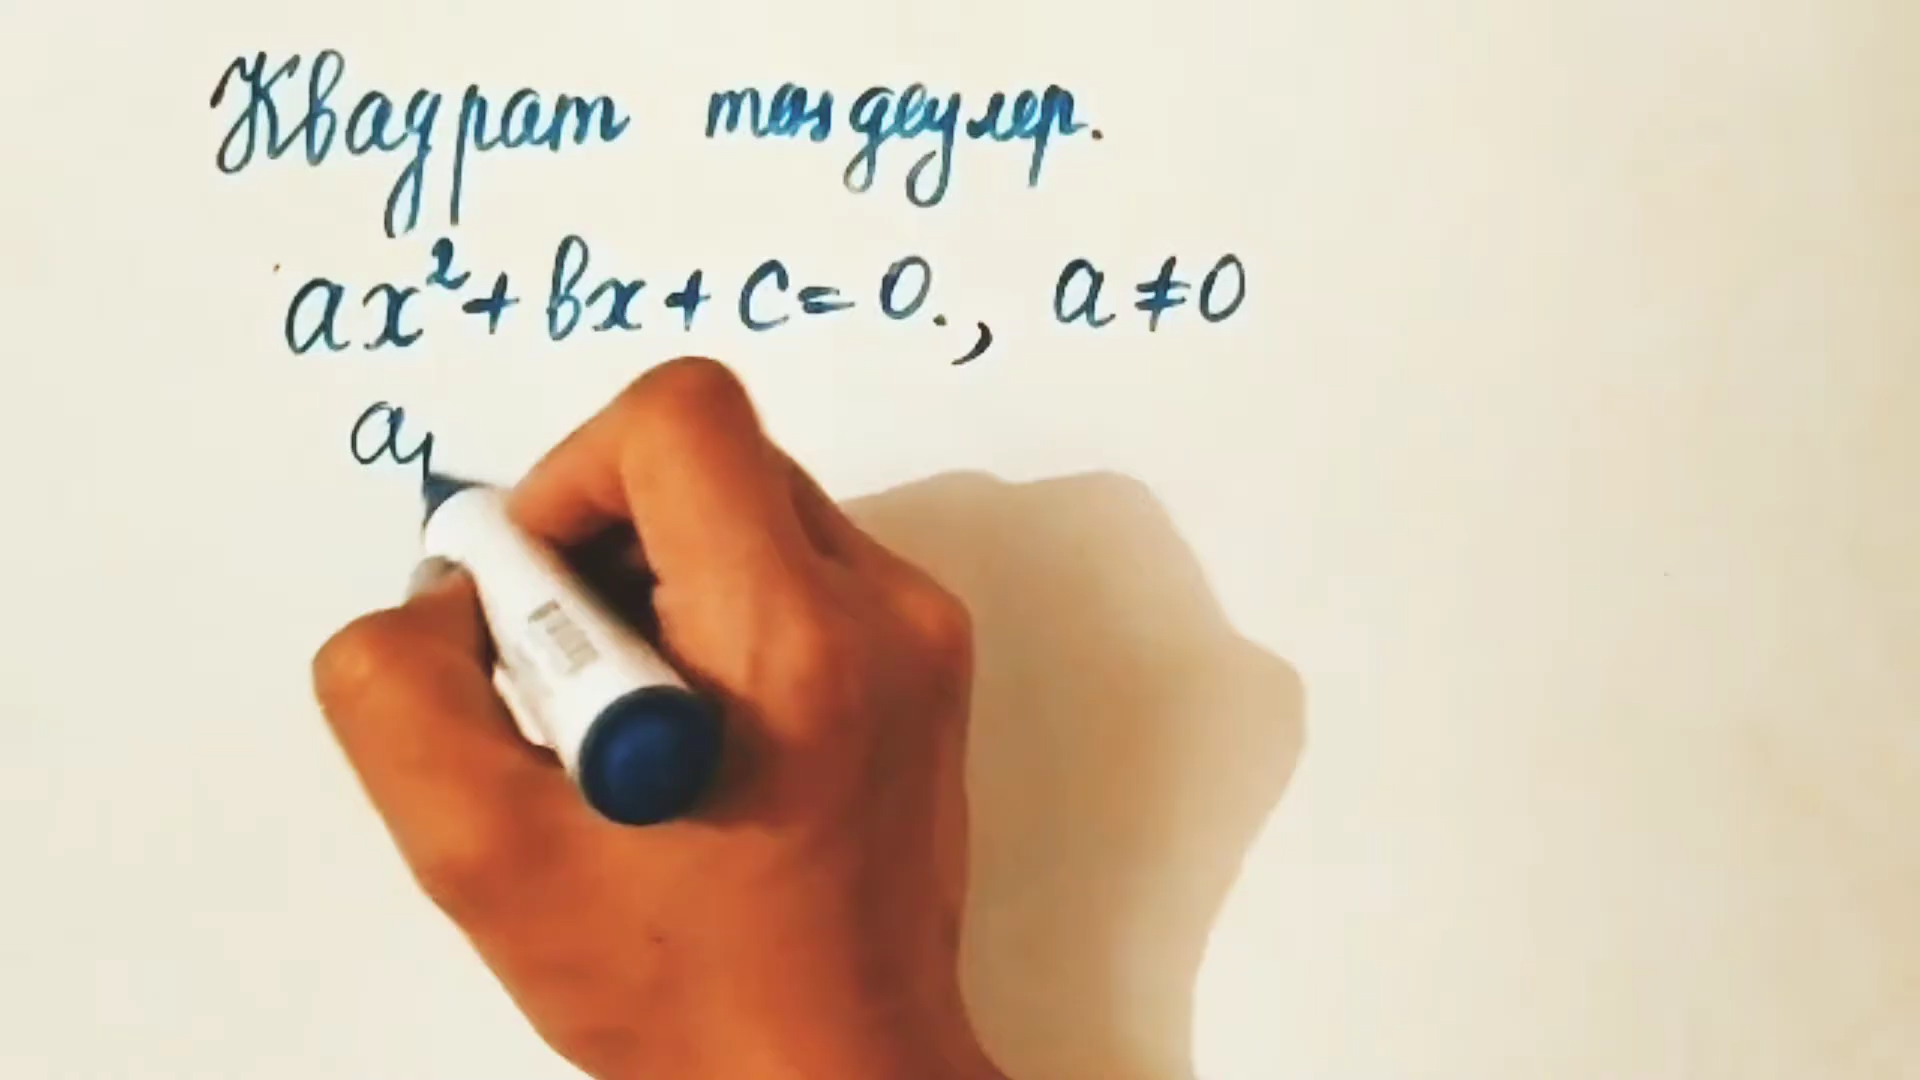 Квадрат теңдеулер.
ax²+bx+c=0., a≠0
a,